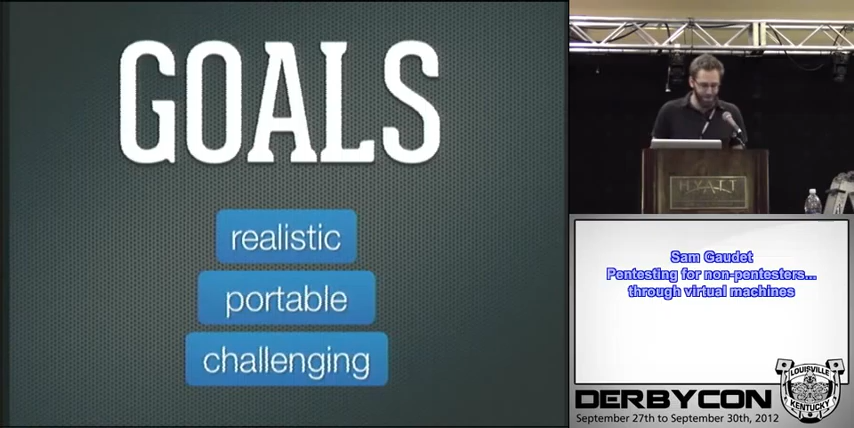 GOALS
realistic
portable
challenging
HYATT
Sam Gaudet
Pentesting for non-pentesters...
through virtual machines
DERBYCON
LOUISVILLE
KENTUCKY
September 27th to September 30th, 2012